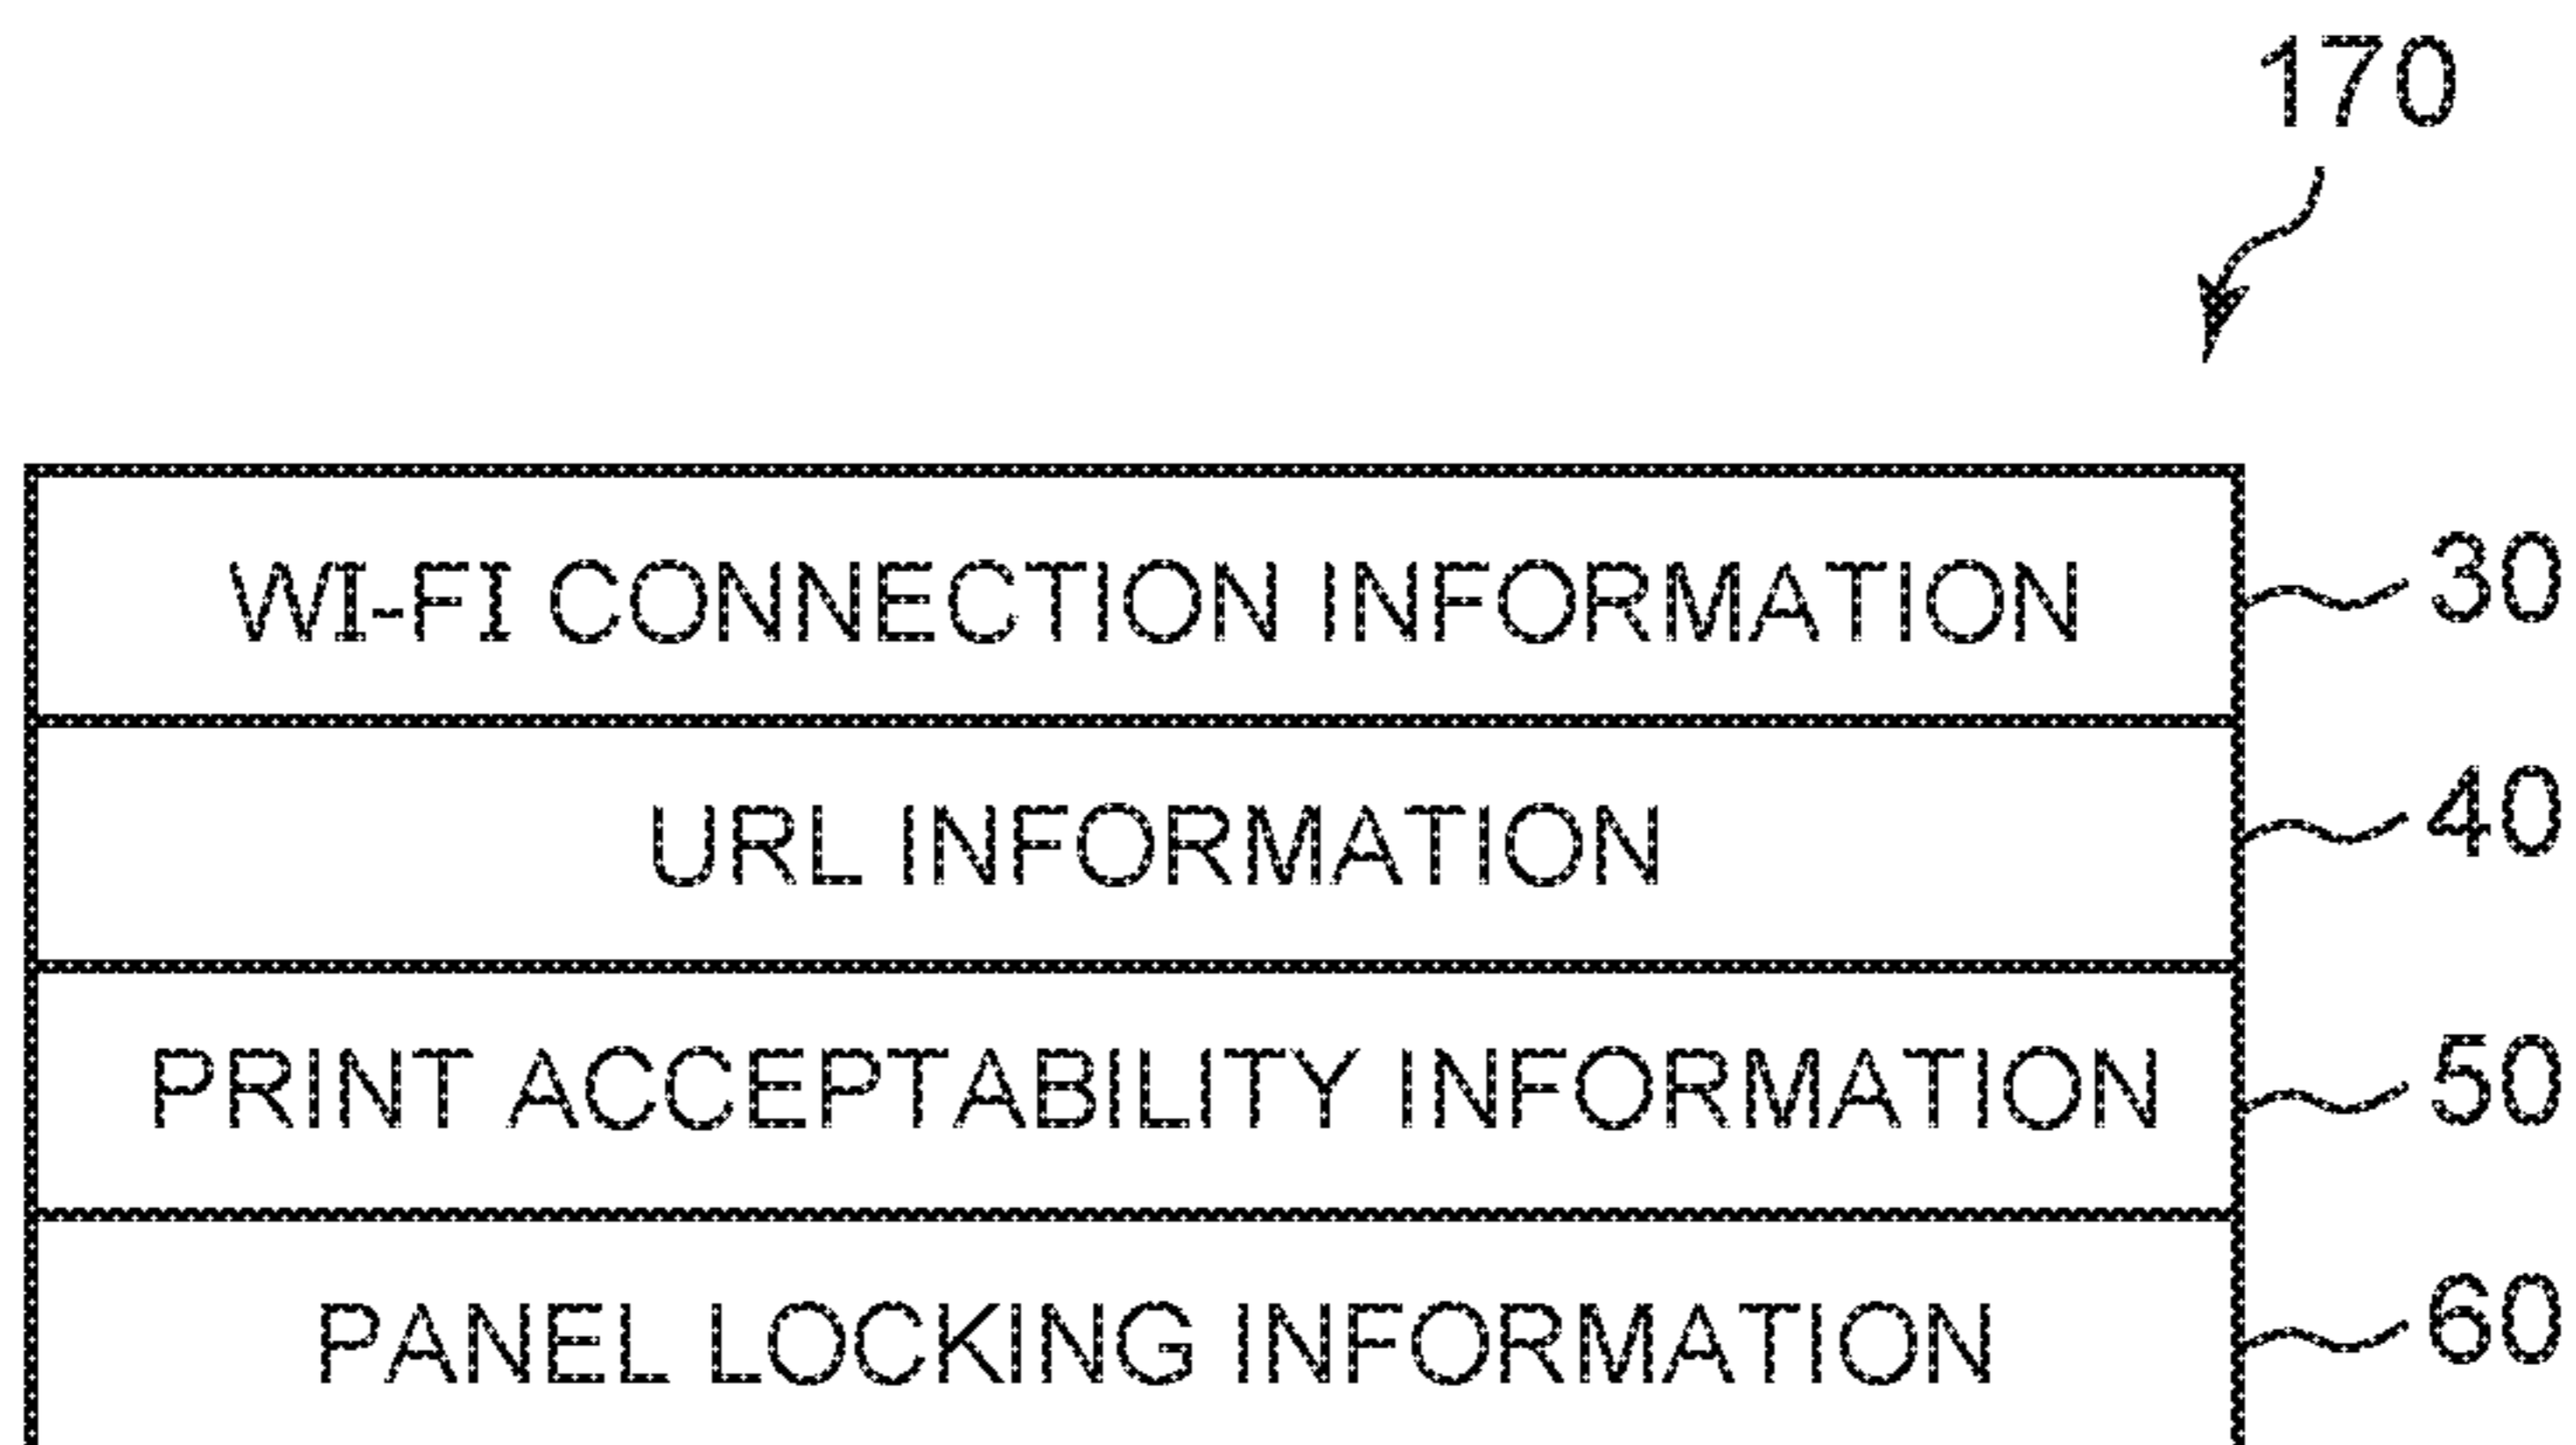 170
WI-FI CONNECTION INFORMATION 30
URL INFORMATION 40
PRINT ACCEPTABILITY INFORMATION 50
PANEL LOCKING INFORMATION 60